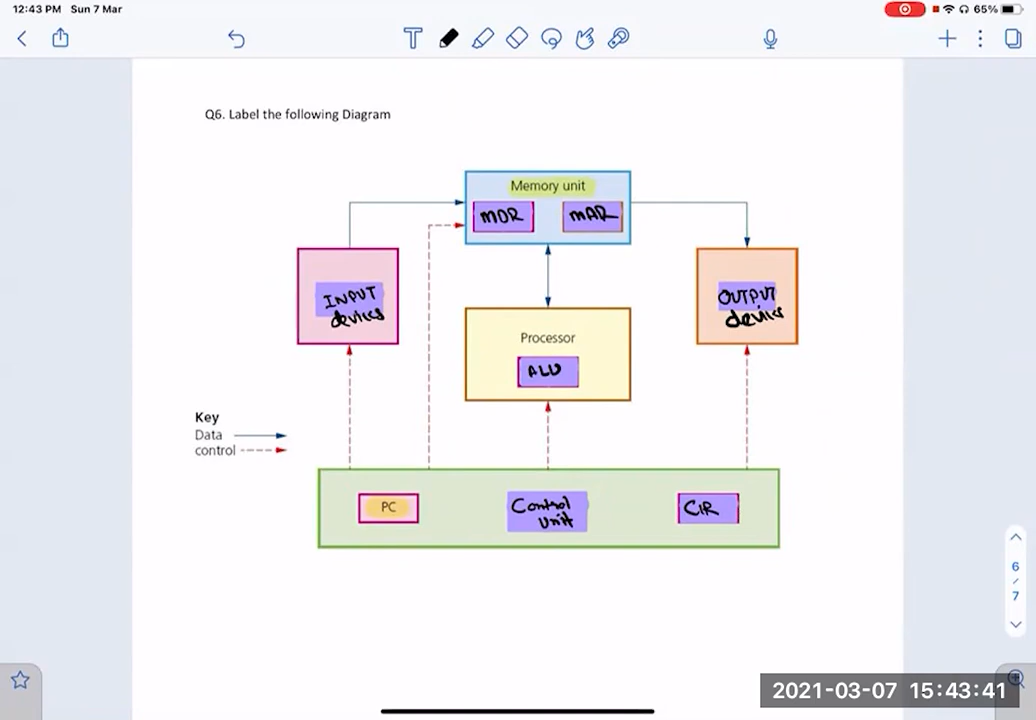 12:43 PM Sun 7 Mar
65%
Q6. Label the following Diagram
Memory unit
MDR
MAR
INPUT
devices
OUTPUT
device
Processor
ALU
Key
Data
control
PC
Control
unit
CIR
6
/
7
2021-03-07 15:43:41